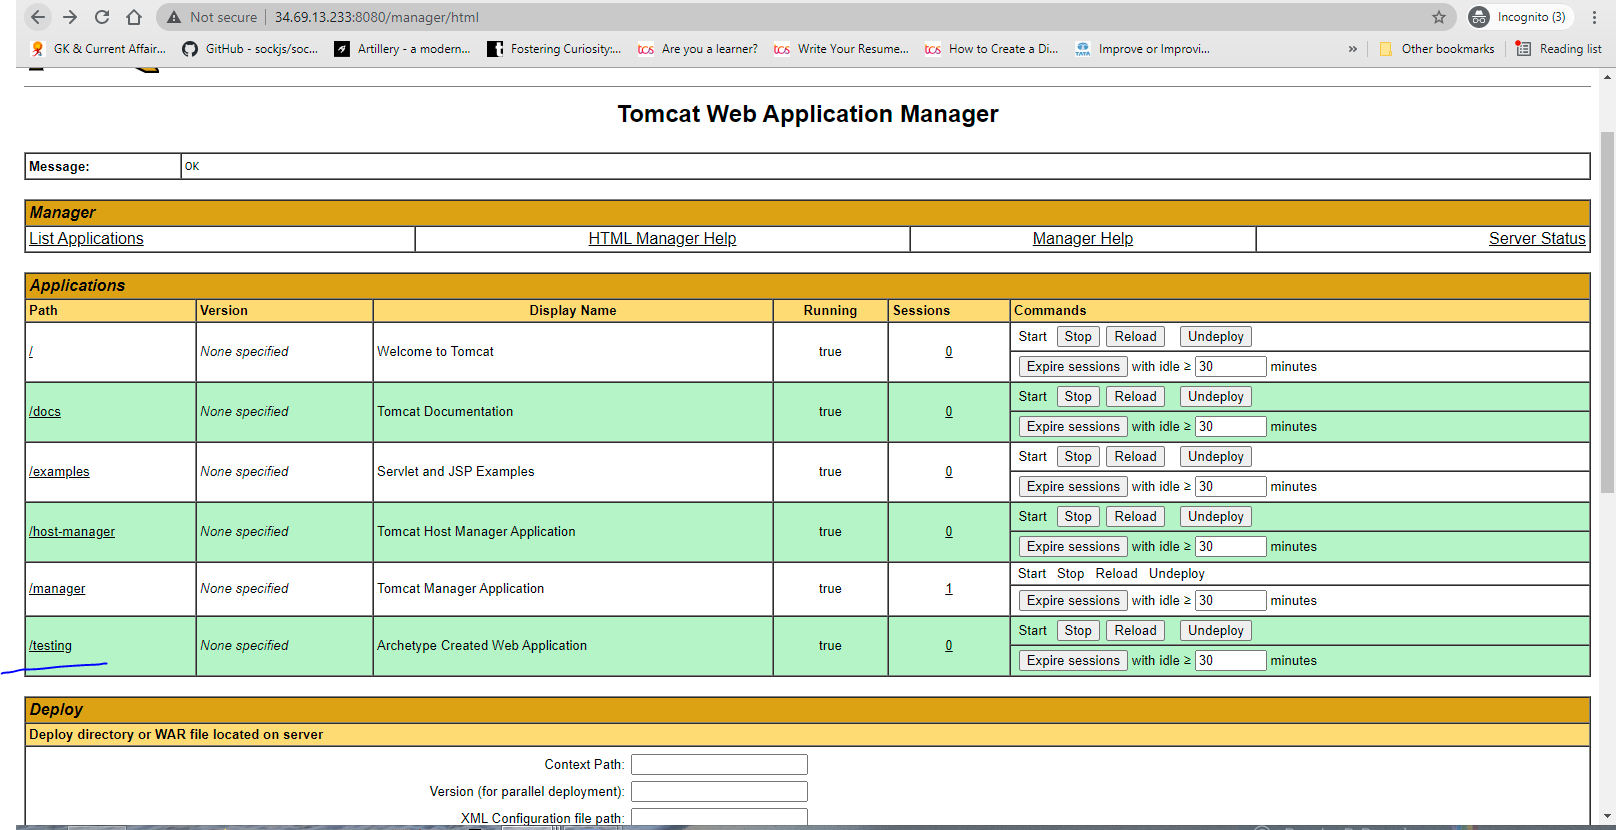 Not secure | 34.69.13.233:8080/manager/html Incognito (3)
GK & Current Affair... GitHub - sockjs/soc... Artillery - a modern... Fostering Curiosity:... tcs Are you a learner? tcs Write Your Resume... tcs How to Create a Di... TATA Improve or Improvi... » Other bookmarks Reading list
Tomcat Web Application Manager
Message: OK
Manager
List Applications HTML Manager Help Manager Help Server Status
Applications
Path Version Display Name Running Sessions Commands
/ None specified Welcome to Tomcat true 0 Start Stop Reload Undeploy
Expire sessions with idle ≥ 30 minutes
/docs None specified Tomcat Documentation true 0 Start Stop Reload Undeploy
Expire sessions with idle ≥ 30 minutes
/examples None specified Servlet and JSP Examples true 0 Start Stop Reload Undeploy
Expire sessions with idle ≥ 30 minutes
/host-manager None specified Tomcat Host Manager Application true 0 Start Stop Reload Undeploy
Expire sessions with idle ≥ 30 minutes
/manager None specified Tomcat Manager Application true 1 Start Stop Reload Undeploy
Expire sessions with idle ≥ 30 minutes
/testing None specified Archetype Created Web Application true 0 Start Stop Reload Undeploy
Expire sessions with idle ≥ 30 minutes
Deploy
Deploy directory or WAR file located on server
Context Path:
Version (for parallel deployment):
XML Configuration file path: